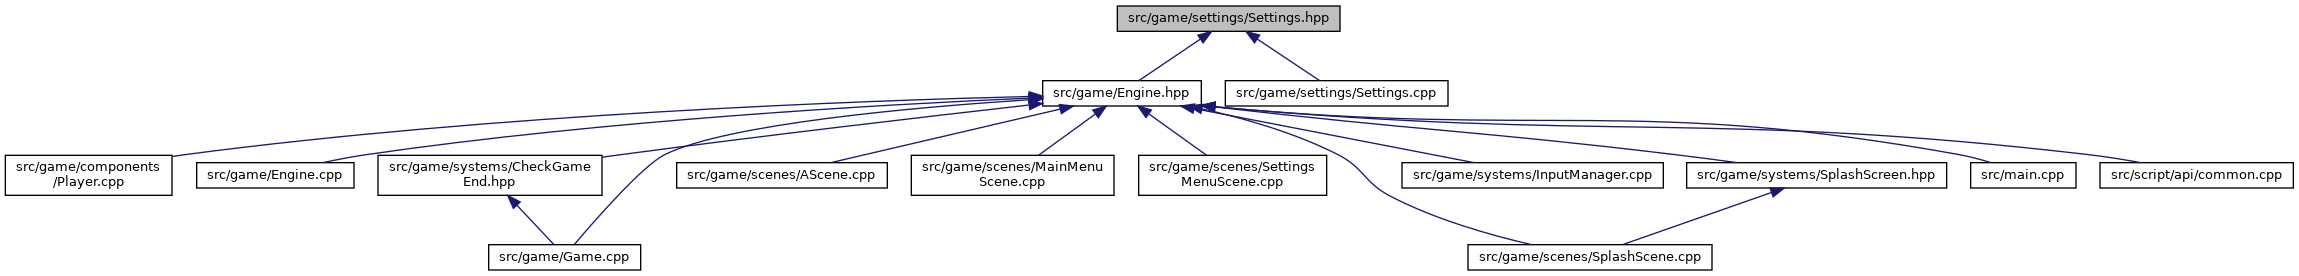 src/game/settings/Settings.hpp
src/game/Engine.hpp
src/game/settings/Settings.cpp
src/game/components
/Player.cpp
src/game/Engine.cpp
src/game/systems/CheckGame
End.hpp
src/game/scenes/AScene.cpp
src/game/scenes/MainMenu
Scene.cpp
src/game/scenes/Settings
MenuScene.cpp
src/game/systems/InputManager.cpp
src/game/systems/SplashScreen.hpp
src/main.cpp
src/script/api/common.cpp
src/game/Game.cpp
src/game/scenes/SplashScene.cpp